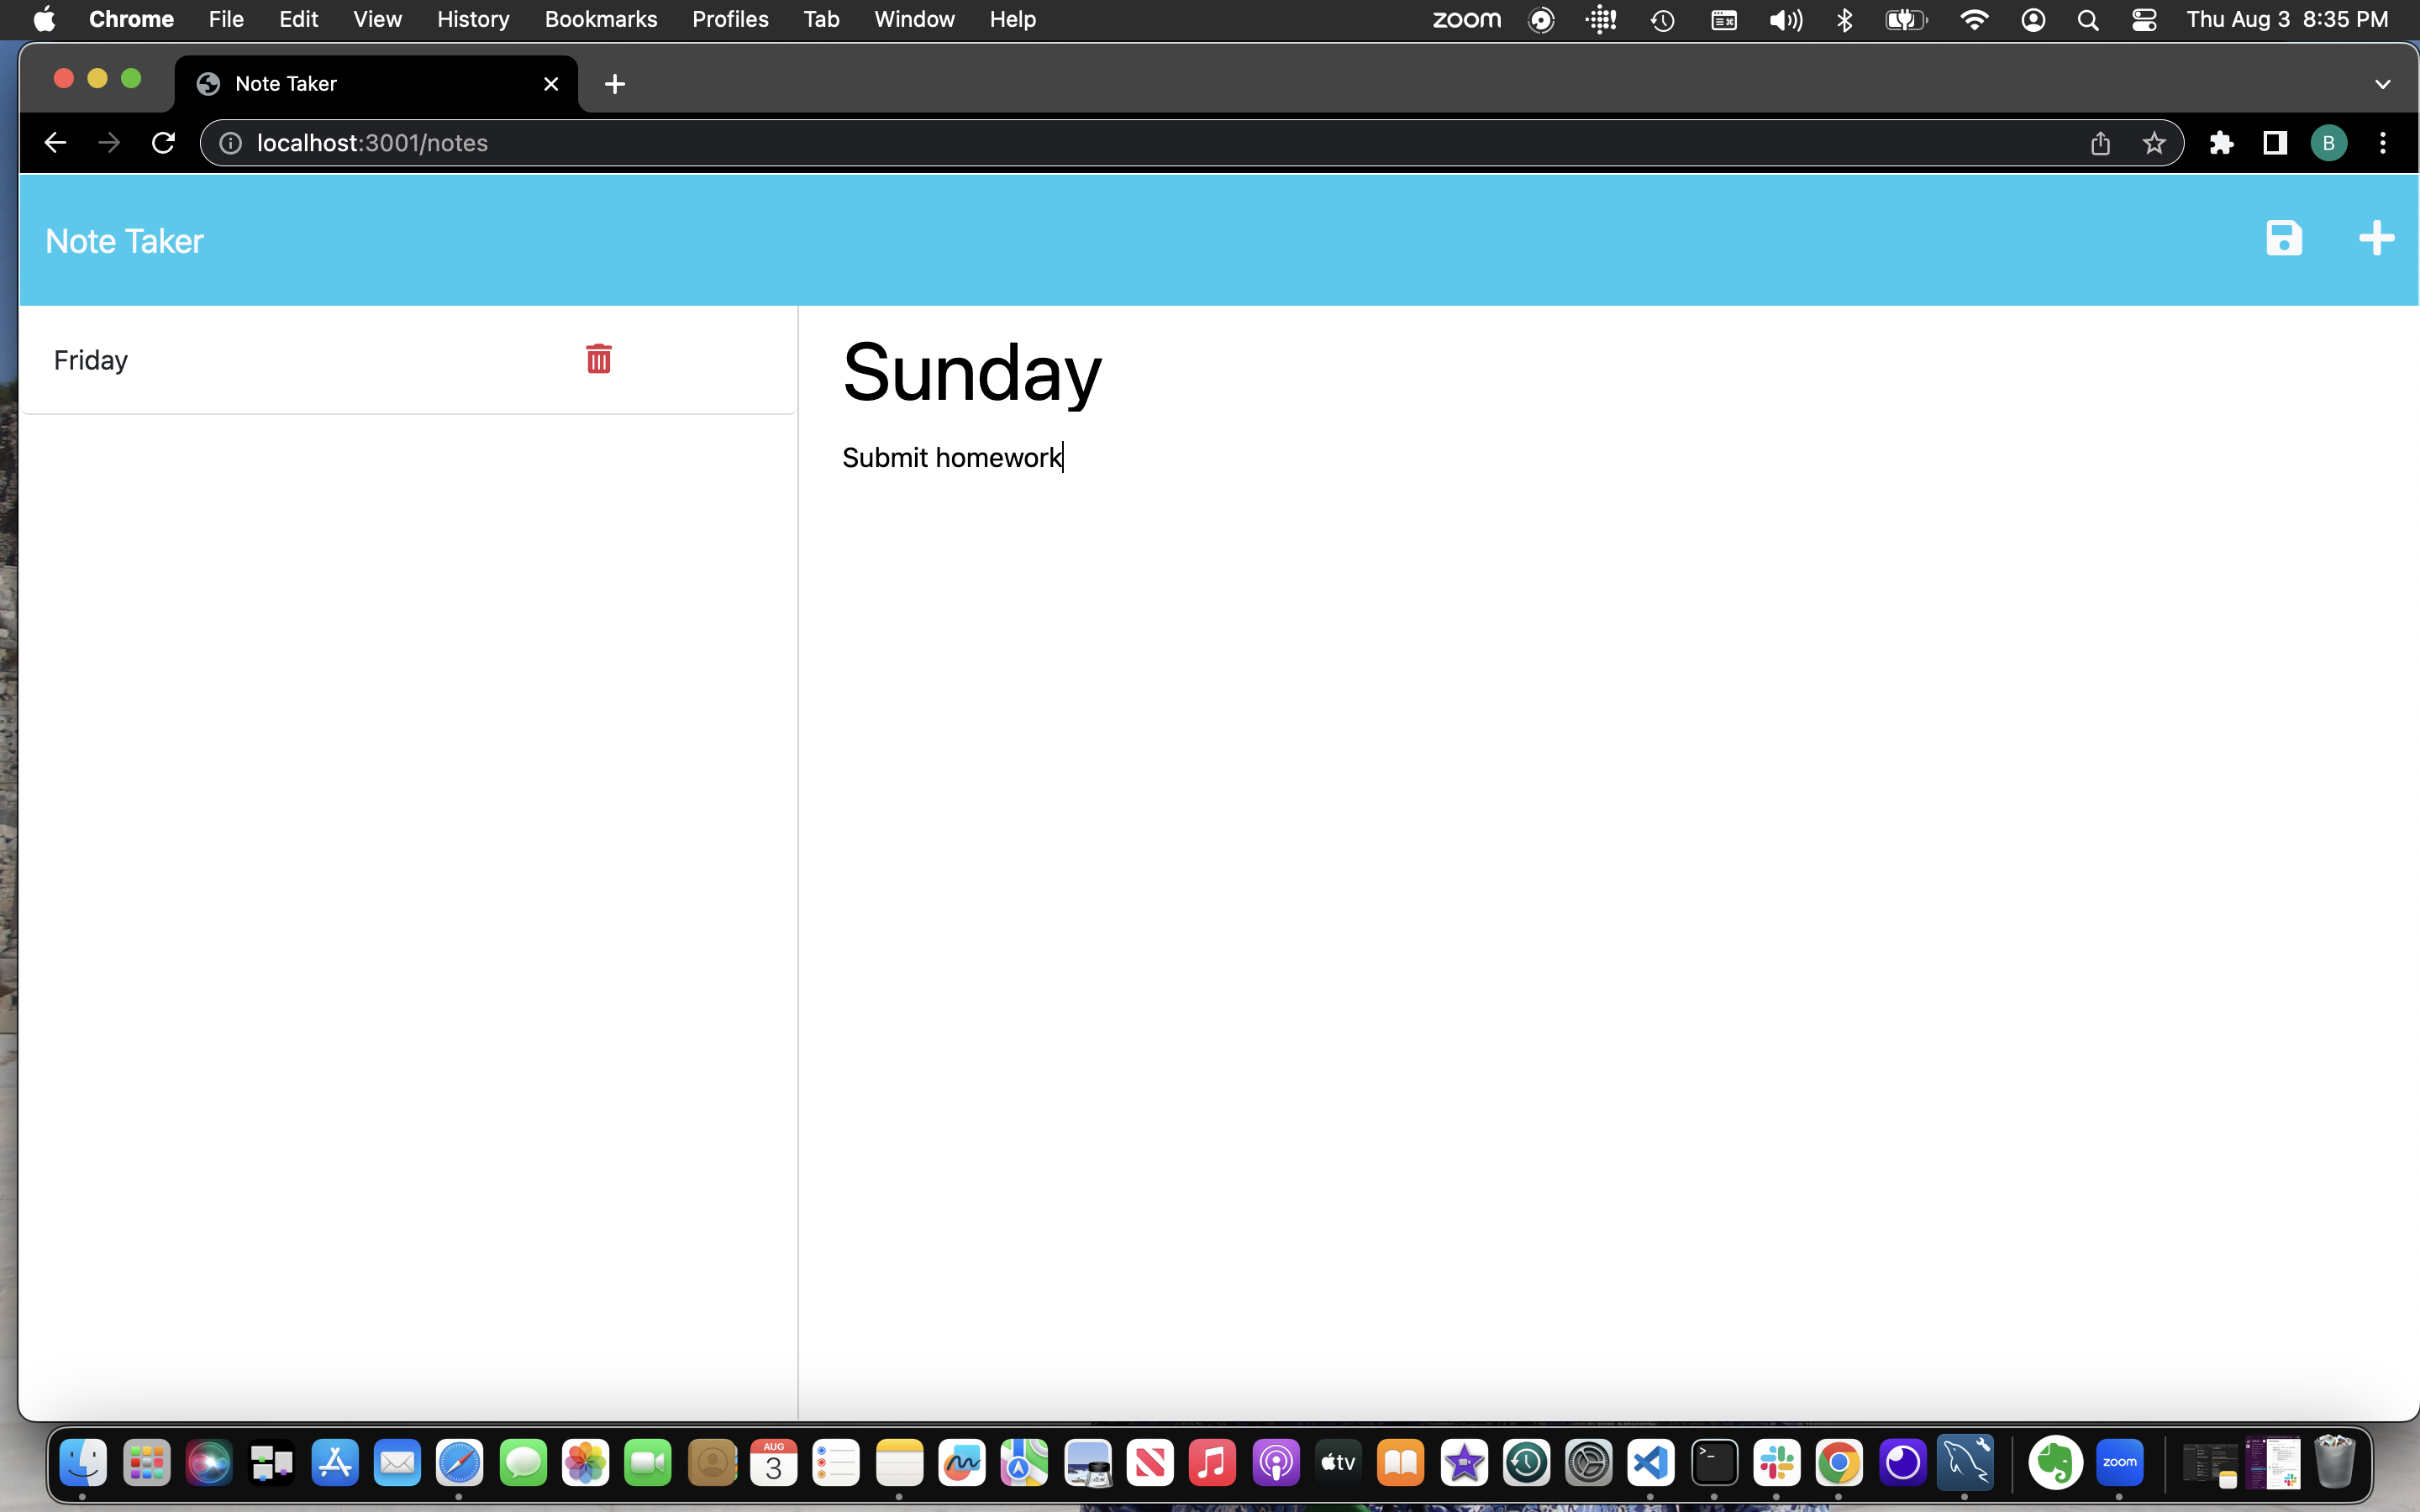 Chrome File Edit View History Bookmarks Profiles Tab Window Help zoom Thu Aug 3 8:35 PM
Note Taker
localhost:3001/notes B
Note Taker
Friday
Sunday
Submit homework
AUG
3
tv
zoom